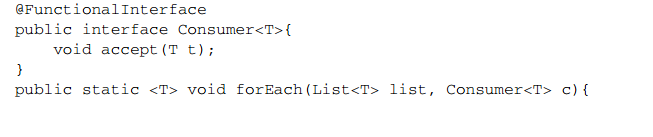 @FunctionalInterface
public interface Consumer<T>{
    void accept(T t);
}
public static <T> void forEach(List<T> list, Consumer<T> c){